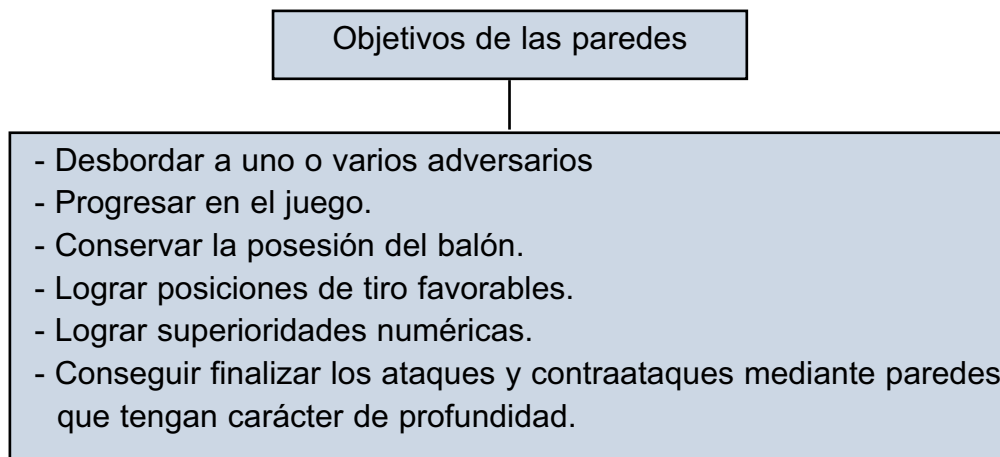 Objetivos de las paredes
- Desbordar a uno o varios adversarios
- Progresar en el juego.
- Conservar la posesión del balón.
- Lograr posiciones de tiro favorables.
- Lograr superioridades numéricas.
- Conseguir finalizar los ataques y contraataques mediante paredes
que tengan carácter de profundidad.